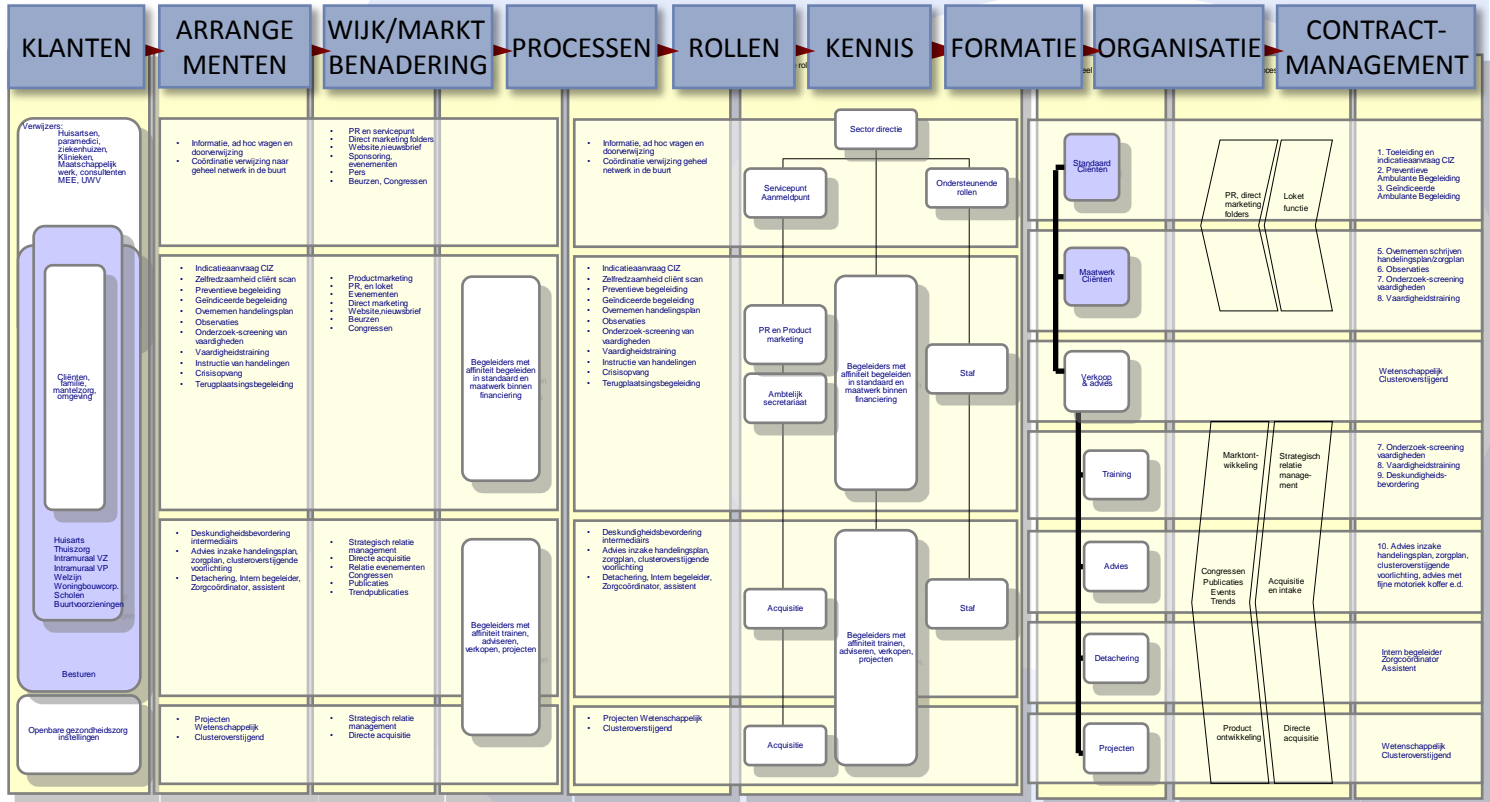 KLANTEN
ARRANGE
MENTEN
WIJK/MARKT
BENADERING
PROCESSEN
ROLLEN
KENNIS
FORMATIE
ORGANISATIE
CONTRACT-
MANAGEMENT
Verwijzers:
Huisartsen,
paramedici,
ziekenhuizen,
Klinieken,
Maatschappelijk
werk, consultenten
MEE, UWV
Cliënten,
familie,
mantelzorg,
omgeving
Huisarts
Thuiszorg
Intramuraal VZ
Intramuraal VP
Welzijn
Woningbouwcorp.
Scholen
Buurtvoorzieningen
Besturen
Openbare gezondheidszorg
instellingen
• Informatie, ad hoc vragen en
doorverwijzing
• Coördinatie verwijzing naar
geheel netwerk in de buurt
• Indicatieaanvraag CIZ
• Zelfredzaamheid cliënt scan
• Preventieve begeleiding
• Geïndiceerde begeleiding
• Overnemen handelingsplan
• Observaties
• Onderzoek-screening van
vaardigheden
• Vaardigheidstraining
• Instructie van handelingen
• Crisisopvang
• Terugplaatsingsbegeleiding
• Deskundigheidsbevordering
intermediairs
• Advies inzake handelingsplan,
zorgplan, clusteroverstijgende
voorlichting
• Detachering, Intern begeleider,
Zorgcoördinator, assistent
• Projecten
Wetenschappelijk
• Clusteroverstijgend
• PR en servicepunt
• Direct marketing folders
• Website,nieuwsbrief
• Sponsoring,
evenementen
• Pers
• Beurzen, Congressen
• Productmarketing
• PR, en loket
• Evenementen
• Direct marketing
• Website,nieuwsbrief
• Beurzen
• Congressen
• Strategisch relatie
management
• Directe acquisitie
• Relatie evenementen
Congressen
• Publicaties
• Trendpublicaties
• Strategisch relatie
management
• Directe acquisitie
Begeleiders met
affiniteit begeleiden
in standaard en
maatwerk binnen
financiering
Begeleiders met
affiniteit trainen,
adviseren,
verkopen, projecten
• Informatie, ad hoc vragen en
doorverwijzing
• Coördinatie verwijzing geheel
netwerk in de buurt
• Indicatieaanvraag CIZ
• Zelfredzaamheid cliënt scan
• Preventieve begeleiding
• Geïndiceerde begeleiding
• Overnemen handelingsplan
• Observaties
• Onderzoek-screening van
vaardigheden
• Vaardigheidstraining
• Instructie van handelingen
• Crisisopvang
• Terugplaatsingsbegeleiding
• Deskundigheidsbevordering
intermediairs
• Advies inzake handelingsplan,
zorgplan, clusteroverstijgende
voorlichting
• Detachering, Intern begeleider,
Zorgcoördinator, assistent
• Projecten Wetenschappelijk
• Clusteroverstijgend
Sector directie
Servicepunt
Aanmeldpunt
Ondersteunende
rollen
PR en Product
marketing
Ambtelijk
secretariaat
Begeleiders met
affiniteit begeleiden
in standaard en
maatwerk binnen
financiering
Staf
Acquisitie
Begeleiders met
affiniteit trainen,
adviseren, verkopen,
projecten
Staf
Acquisitie
Standaard
Cliënten
Maatwerk
Cliënten
Verkoop
& advies
Training
Advies
Detachering
Projecten
PR, direct
marketing
folders
Loket
functie
Marktont-
wikkeling
Strategisch
relatie
manage-
ment
Congressen
Publicaties
Events
Trends
Acquisitie
en intake
Product
ontwikkeling
Directe
acquisitie
1. Toeleiding en
indicatieaanvraag CIZ
2. Preventieve
Ambulante Begeleiding
3. Geïndiceerde
Ambulante Begeleiding
5. Overnemen schrijven
handelingsplan/zorgplan
6. Observaties
7. Onderzoek-screening
vaardigheden
8. Vaardigheidstraining
Wetenschappelijk
Clusteroverstijgend
7. Onderzoek-screening
vaardigheden
8. Vaardigheidstraining
9. Deskundigheids-
bevordering
10. Advies inzake
handelingsplan, zorgplan,
clusteroverstijgende
voorlichting, advies met
fijne motoriek koffer e.d.
Intern begeleider
Zorgcoördinator
Assistent
Wetenschappelijk
Clusteroverstijgend